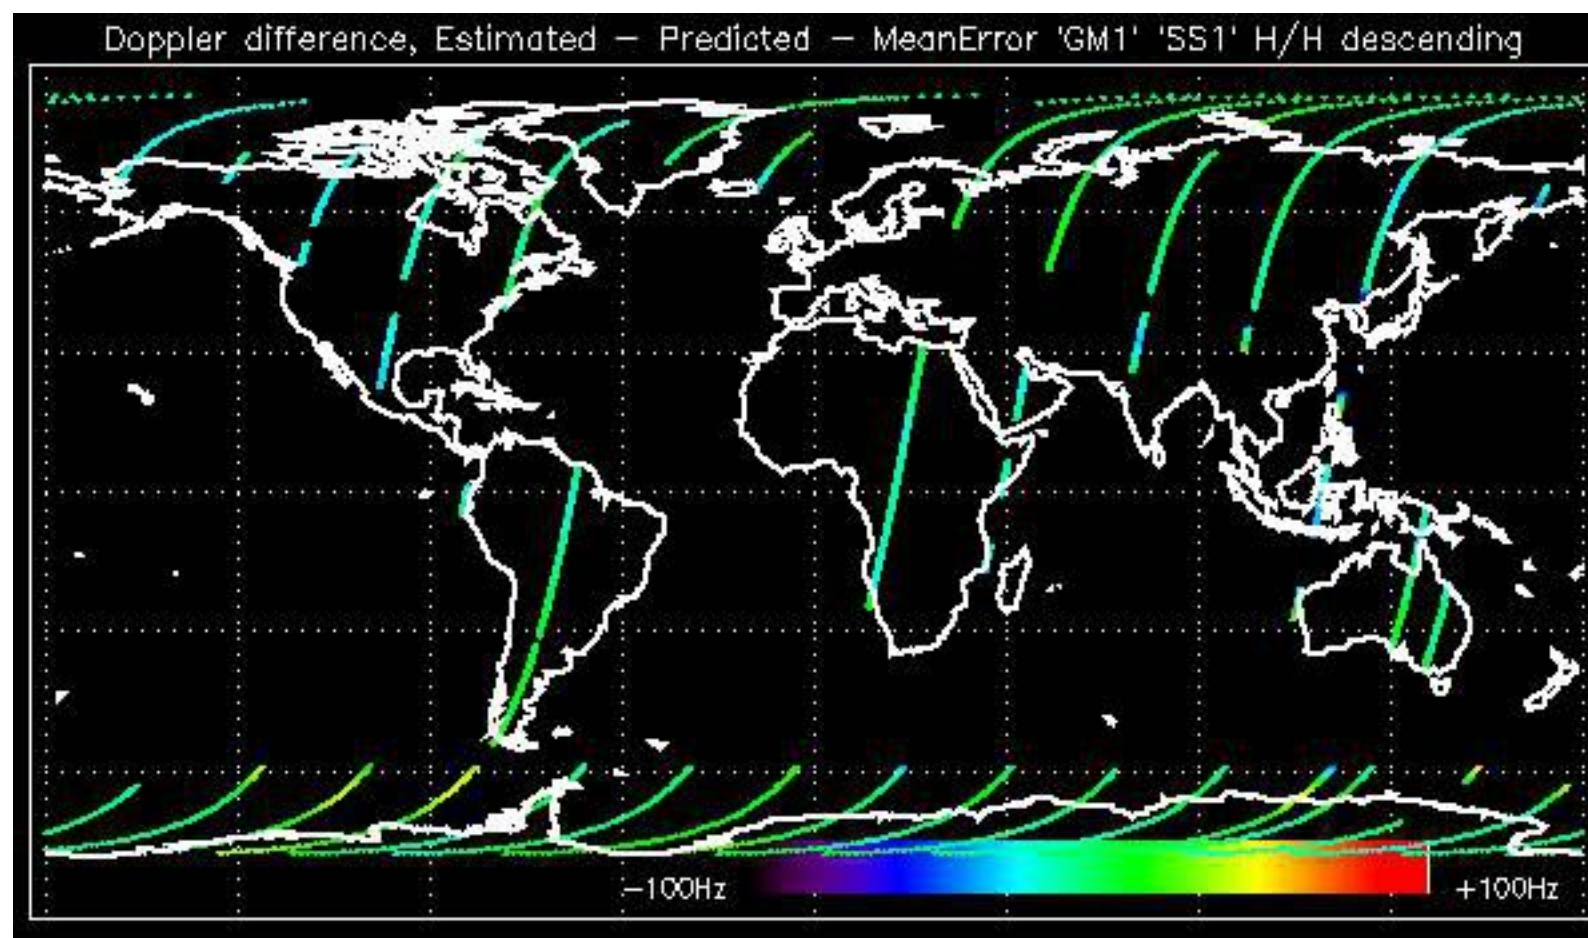 Doppler difference, Estimated – Predicted – MeanError 'GM1' 'SS1' H/H descending
−100Hz
+100Hz